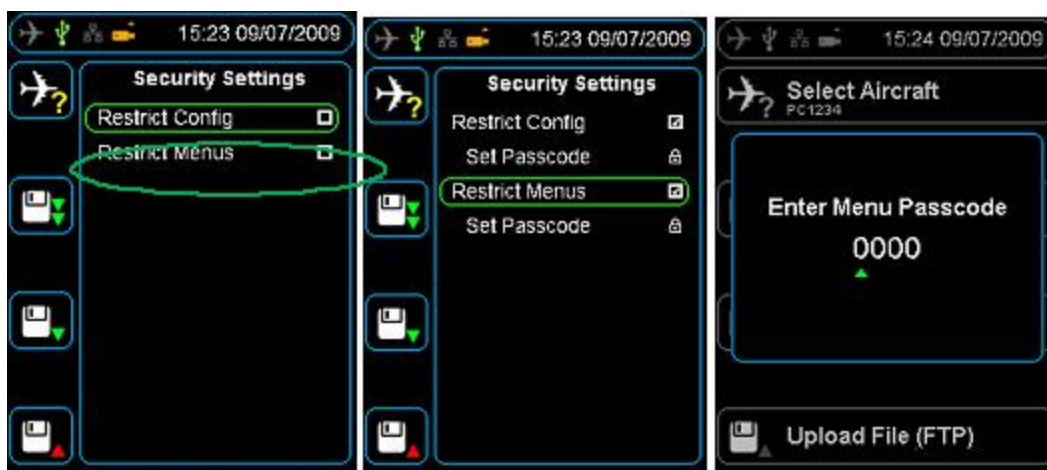 15:23 09/07/2009
Security Settings
Restrict Config
Restrict Menus
15:23 09/07/2009
Security Settings
Restrict Config
Set Passcode
Restrict Menus
Set Passcode
15:24 09/07/2009
Select Aircraft
PC1234
Enter Menu Passcode
0000
Upload File (FTP)